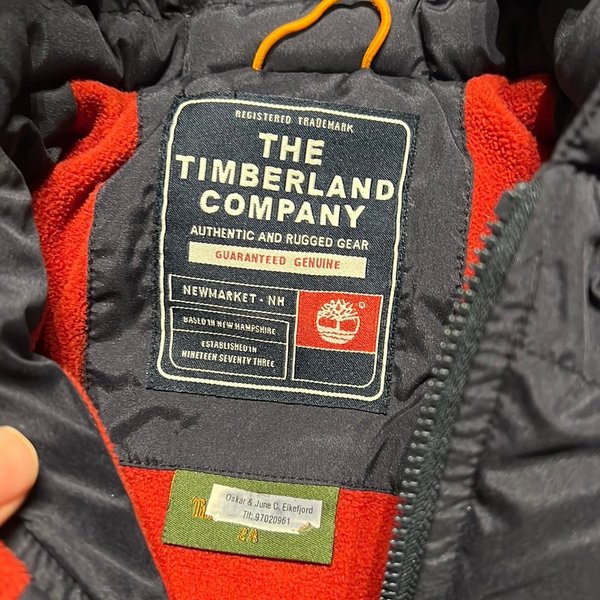 REGISTERED TRADEMARK
THE
TIMBERLAND
COMPANY
AUTHENTIC AND RUGGED GEAR
GUARANTEED GENUINE
NEWMARKET - NH
®
BASED IN NEW HAMPSHIRE
ESTABLISHED IN
NINETEEN SEVENTY THREE
Oskar & June C. Eikefjord
Tlf: 97020961